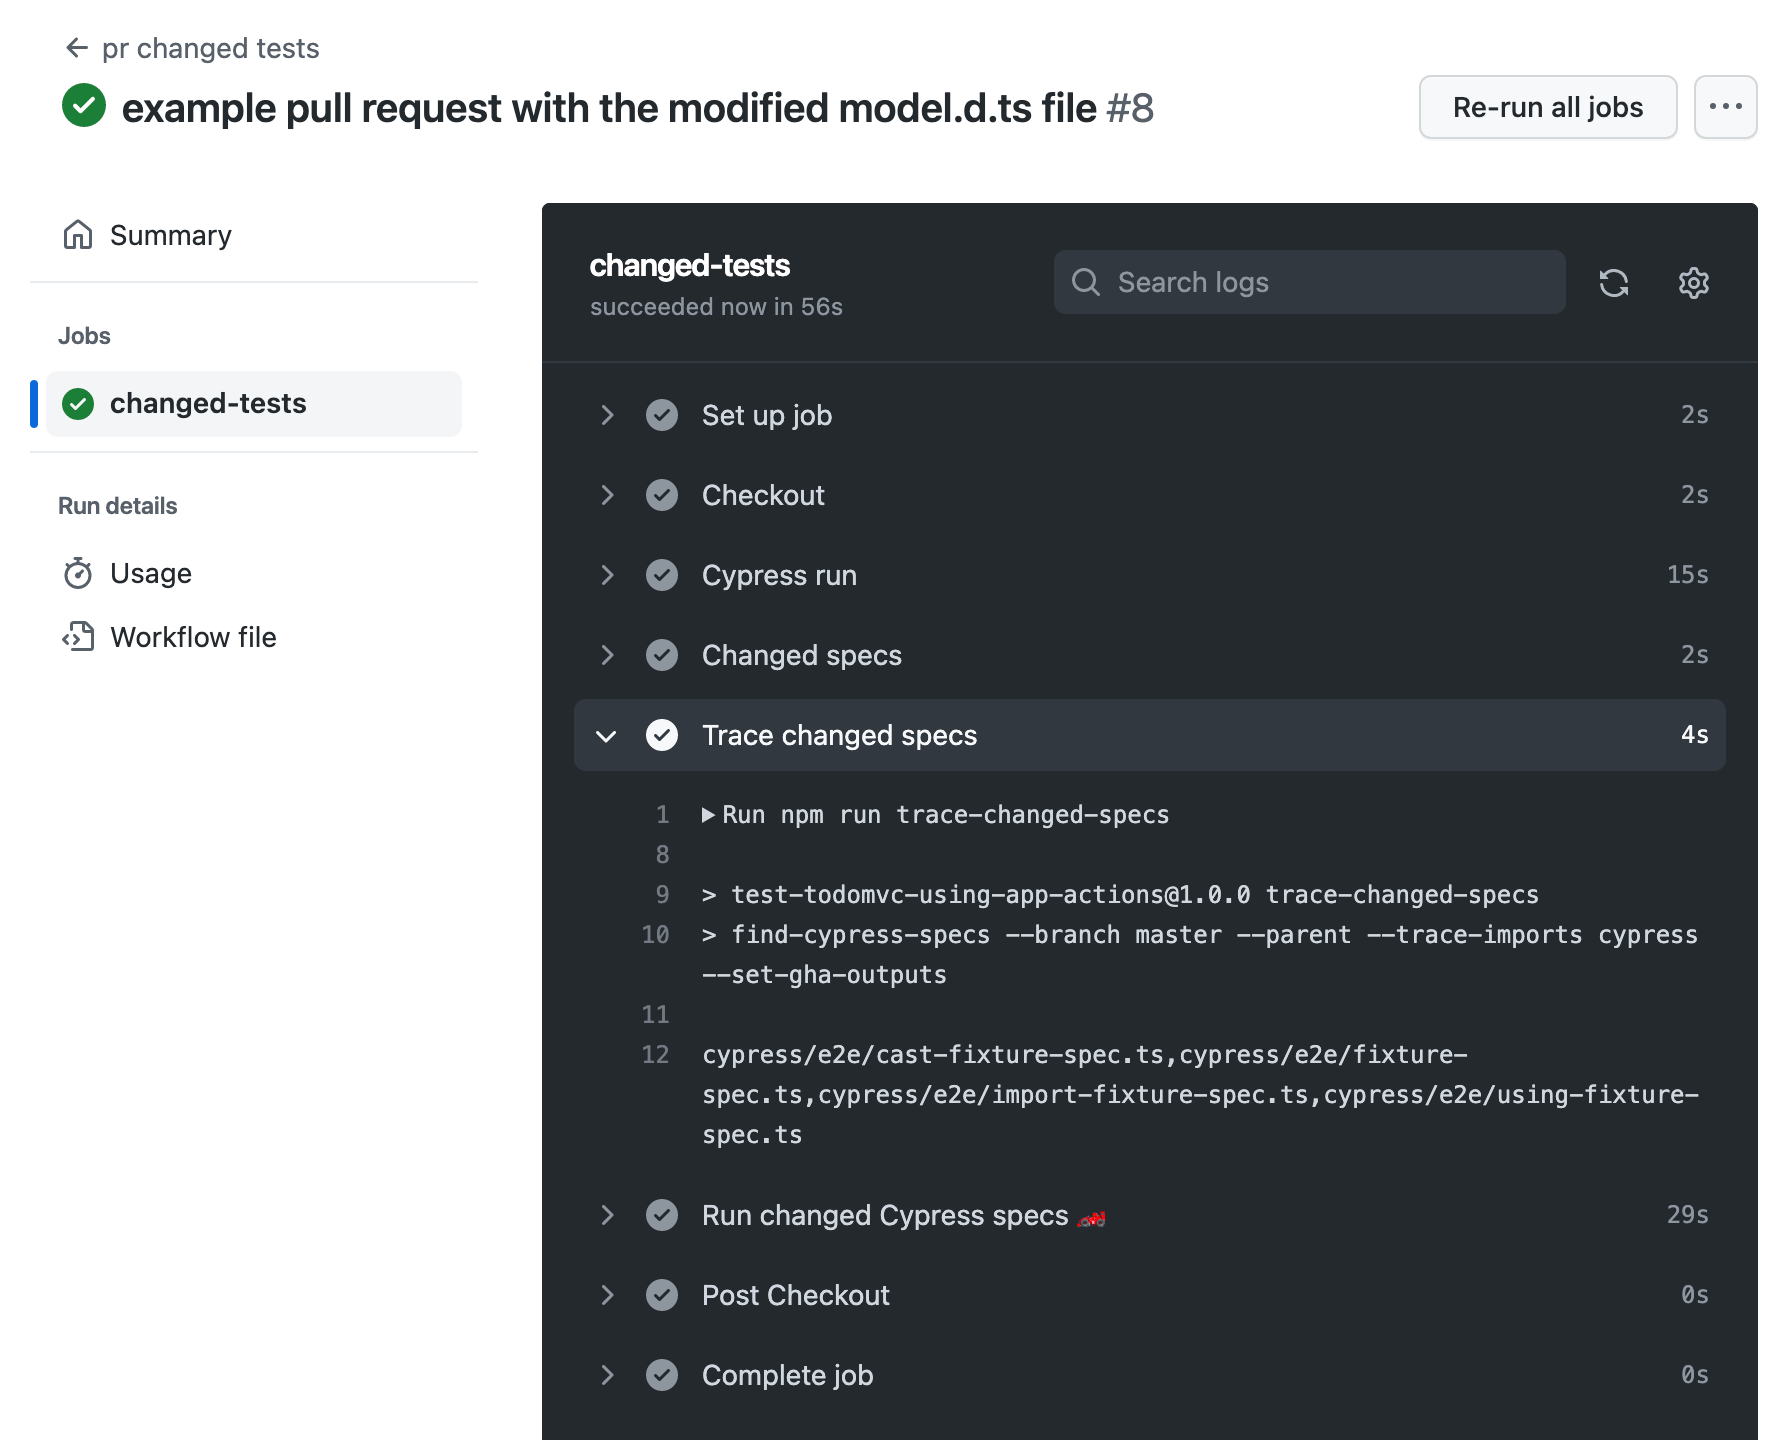 pr changed tests
example pull request with the modified model.d.ts file #8
Re-run all jobs
Summary
Jobs
changed-tests
Run details
Usage
Workflow file
changed-tests
succeeded now in 56s
Search logs
Set up job 2s
Checkout 2s
Cypress run 15s
Changed specs 2s
Trace changed specs 4s
1 Run npm run trace-changed-specs
8
9 > test-todomvc-using-app-actions@1.0.0 trace-changed-specs
10 > find-cypress-specs --branch master --parent --trace-imports cypress
--set-gha-outputs
11
12 cypress/e2e/cast-fixture-spec.ts,cypress/e2e/fixture-
spec.ts,cypress/e2e/import-fixture-spec.ts,cypress/e2e/using-fixture-
spec.ts
Run changed Cypress specs 🏎️ 29s
Post Checkout 0s
Complete job 0s